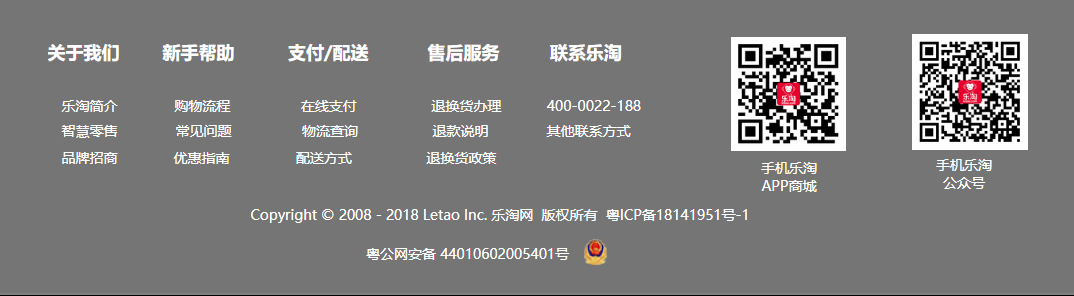 关于我们 新手帮助 支付/配送 售后服务 联系乐淘
乐淘简介 购物流程 在线支付 退换货办理 400-0022-188
智慧零售 常见问题 物流查询 退款说明 其他联系方式
品牌招商 优惠指南 配送方式 退换货政策
乐淘
乐淘
手机乐淘
APP商城
手机乐淘
公众号
Copyright © 2008 - 2018 Letao Inc. 乐淘网 版权所有 粤ICP备18141951号-1
粤公网安备 44010602005401号